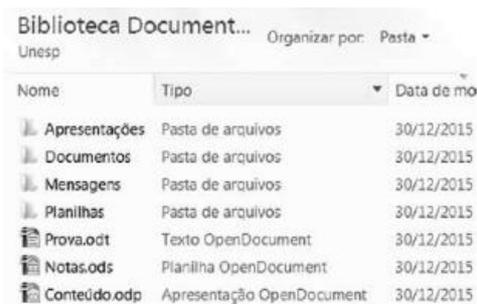 Biblioteca Document... Organizar por: Pasta
Unesp
Nome Tipo Data de mo
Apresentações Pasta de arquivos 30/12/2015
Documentos Pasta de arquivos 30/12/2015
Mensagens Pasta de arquivos 30/12/2015
Planilhas Pasta de arquivos 30/12/2015
Prova.odt Texto OpenDocument 30/12/2015
Notas.ods Planilha OpenDocument 30/12/2015
Conteúdo.odp Apresentação OpenDocument 30/12/2015